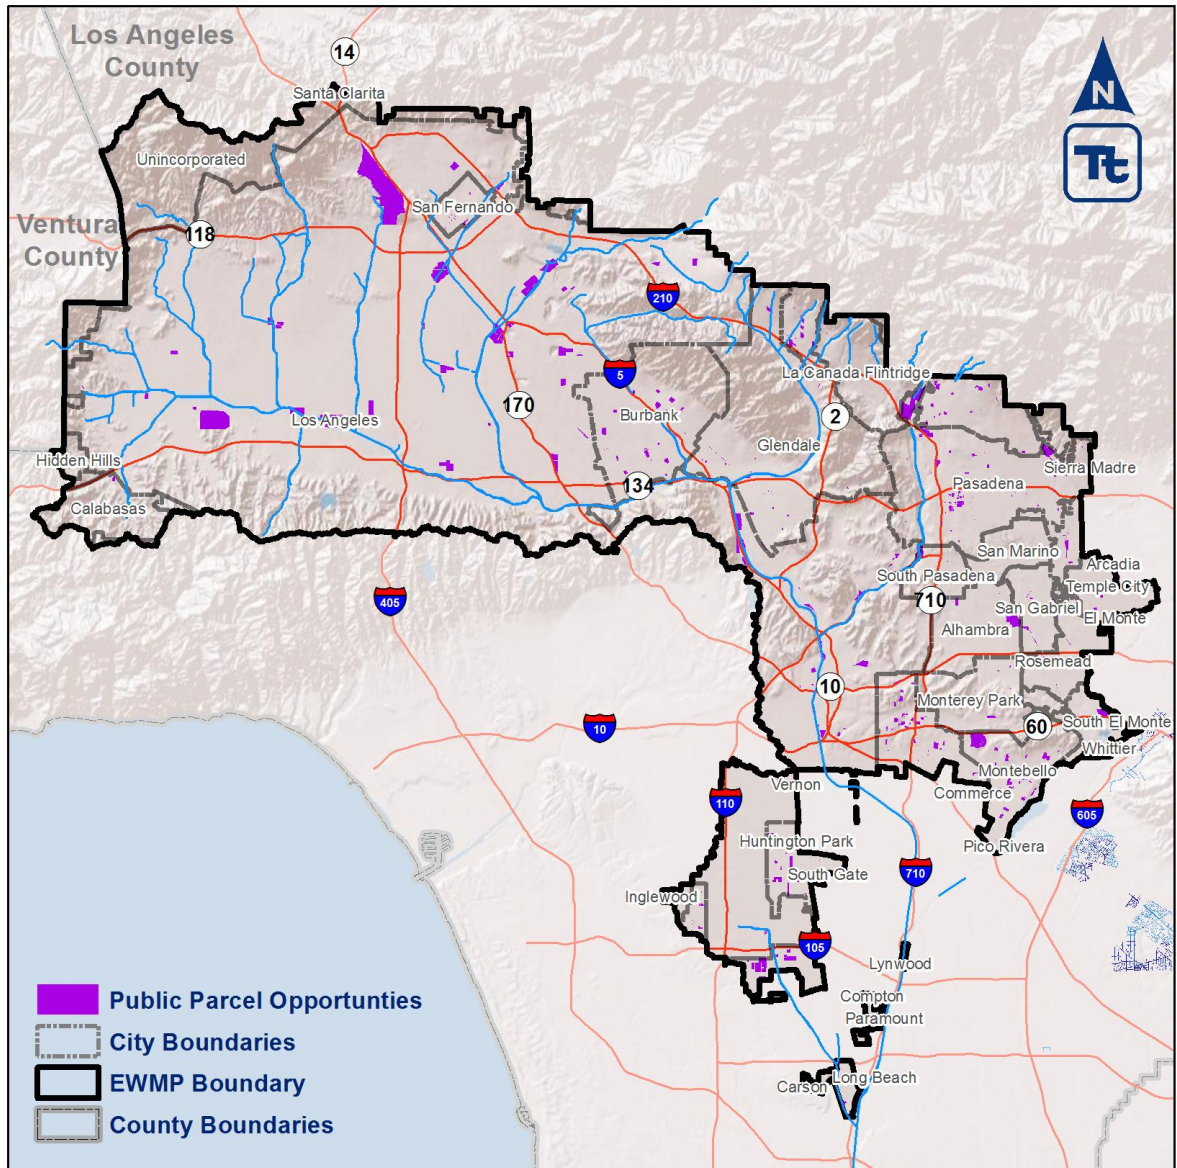 Los Angeles
County
14
Santa Clarita
N
Tt
Unincorporated
San Fernando
Ventura
County
118
210
5
La Canada Flintridge
170
Burbank
2
Los Angeles
Glendale
Hidden Hills
Sierra Madre
134
Pasadena
Calabasas
San Marino
Arcadia
South Pasadena
Temple City
405
710
San Gabriel
El Monte
Alhambra
Rosemead
10
Monterey Park
10
60
South El Monte
Whittier
Montebello
Vernon
Commerce
110
605
Huntington Park
Pico Rivera
South Gate
710
Inglewood
105
Lynwood
Compton
Paramount
Long Beach
Carson
Public Parcel Opportunties
City Boundaries
EWMP Boundary
County Boundaries